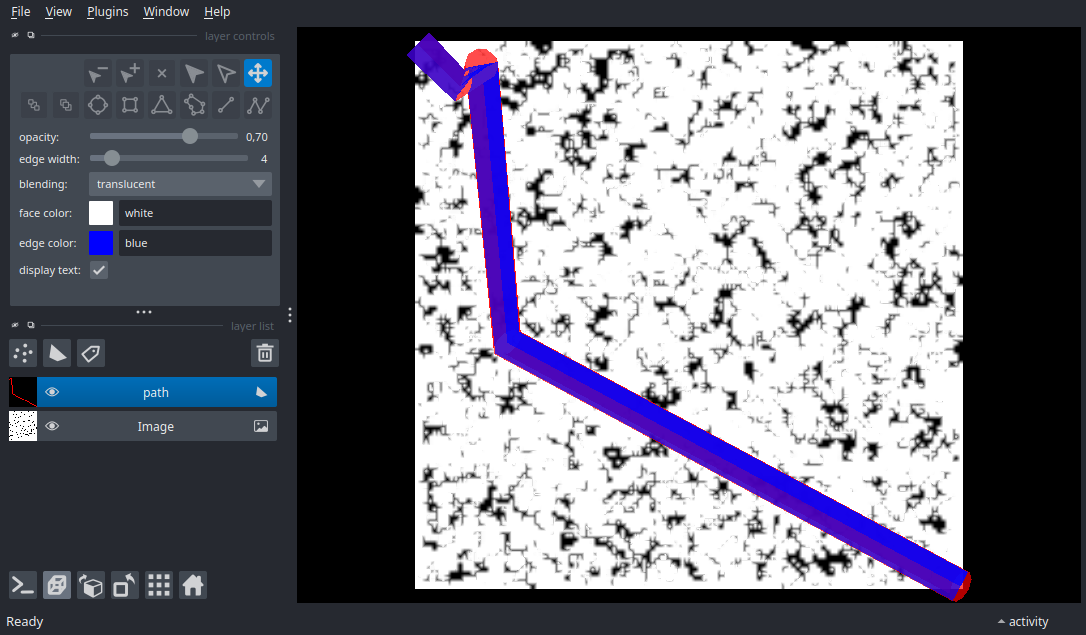 File View Plugins Window Help
layer controls
opacity: 0,70
edge width: 4
blending: translucent
face color: white
edge color: blue
display text:
layer list
path
Image
Ready
activity